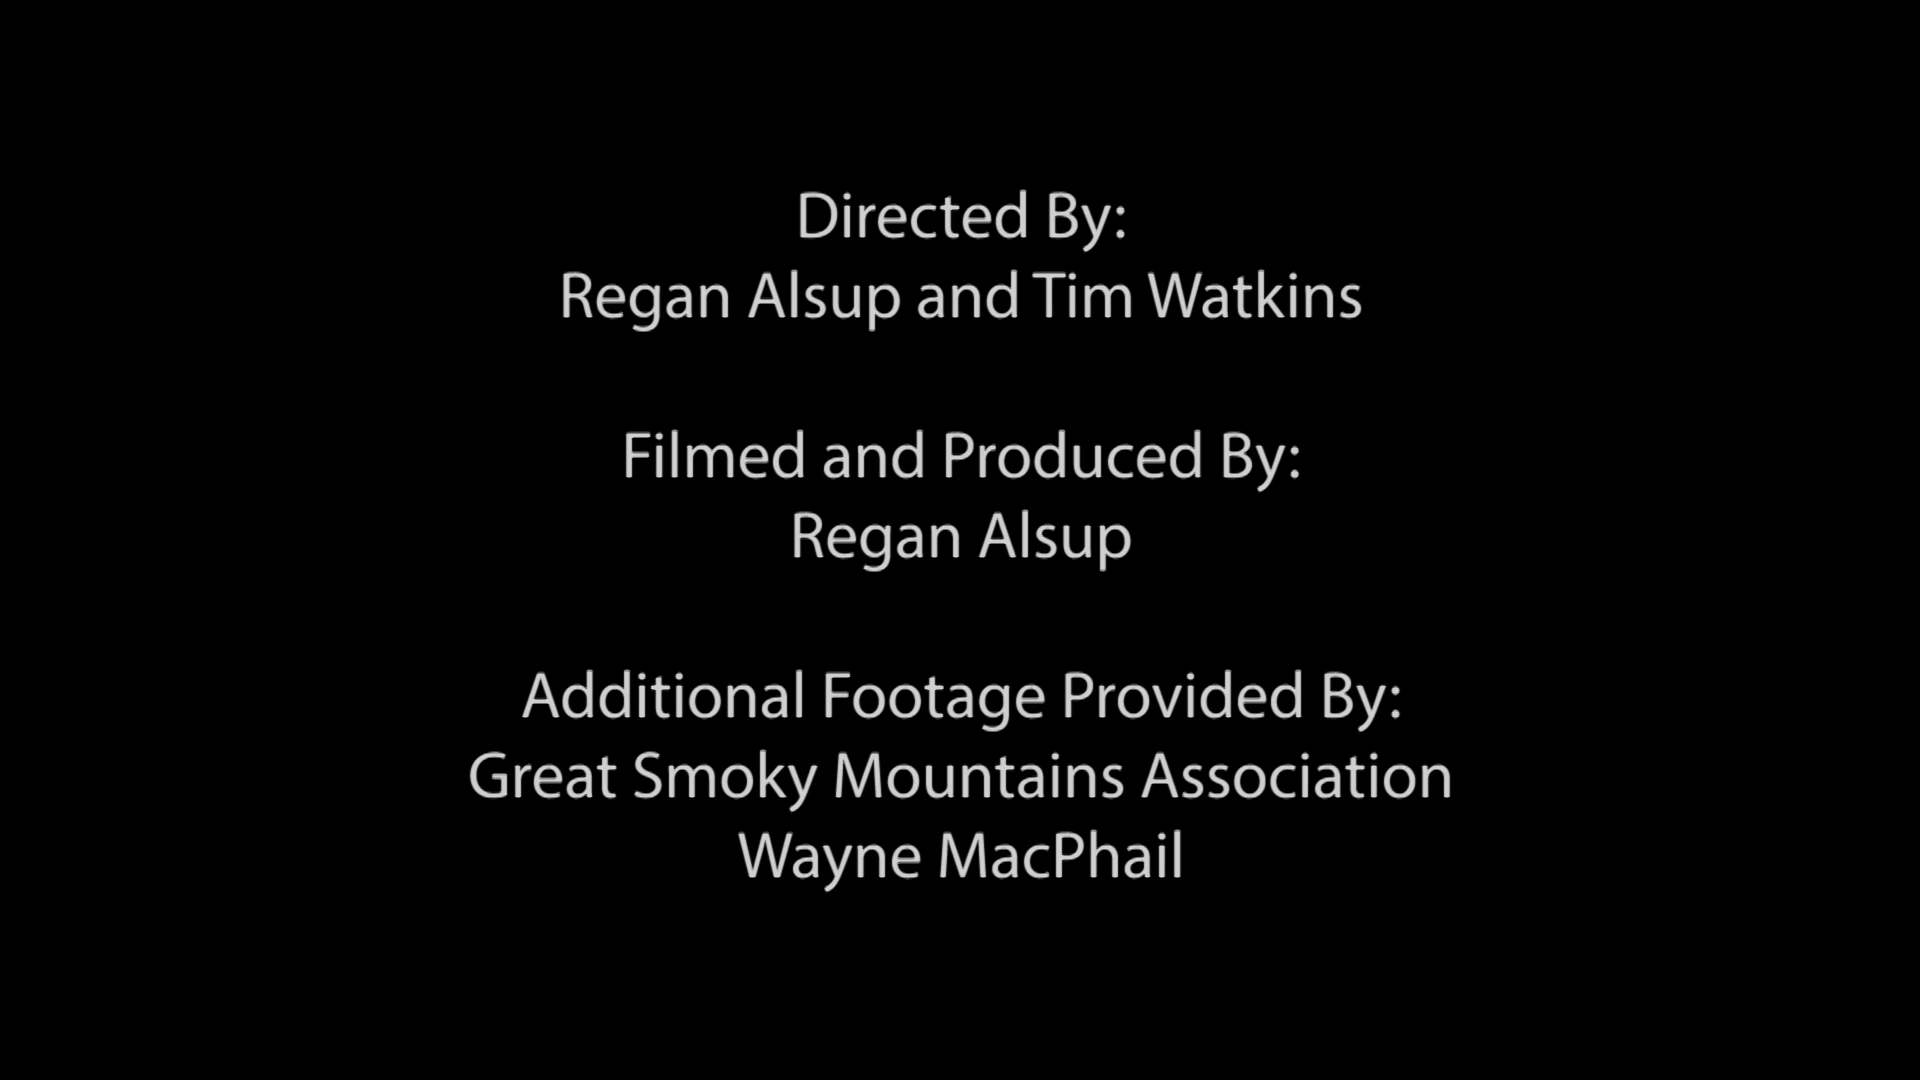 Directed By:
Regan Alsup and Tim Watkins
Filmed and Produced By:
Regan Alsup
Additional Footage Provided By:
Great Smoky Mountains Association
Wayne MacPhail